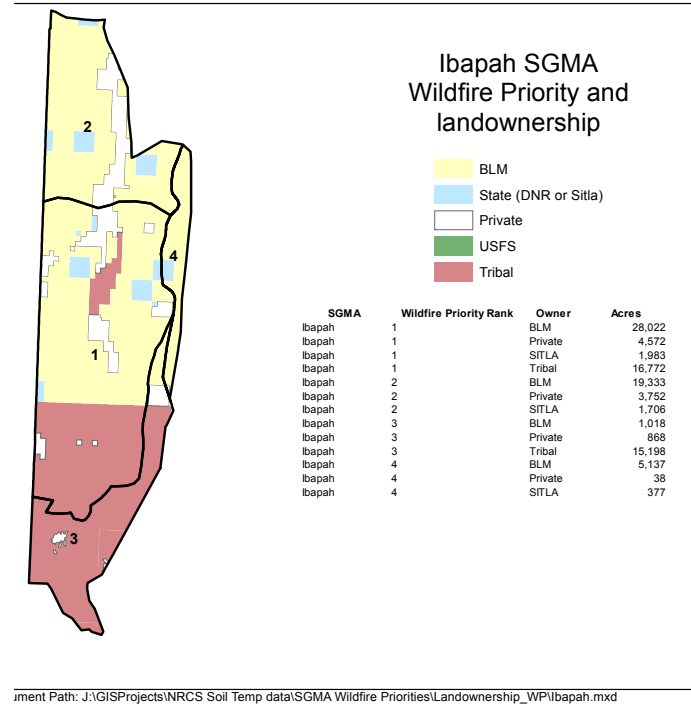 Ibapah SGMA
Wildfire Priority and
landownership
BLM
State (DNR or Sitla)
Private
USFS
Tribal
2
4
1
3
SGMA Wildfire Priority Rank Owner Acres
Ibapah 1 BLM 28,022
Ibapah 1 Private 4,572
Ibapah 1 SITLA 1,983
Ibapah 1 Tribal 16,772
Ibapah 2 BLM 19,333
Ibapah 2 Private 3,752
Ibapah 2 SITLA 1,706
Ibapah 3 BLM 1,018
Ibapah 3 Private 868
Ibapah 3 Tribal 15,198
Ibapah 4 BLM 5,137
Ibapah 4 Private 38
Ibapah 4 SITLA 377
ument Path: J:\GISProjects\NRCS Soil Temp data\SGMA Wildfire Priorities\Landownership_WP\Ibapah.mxd